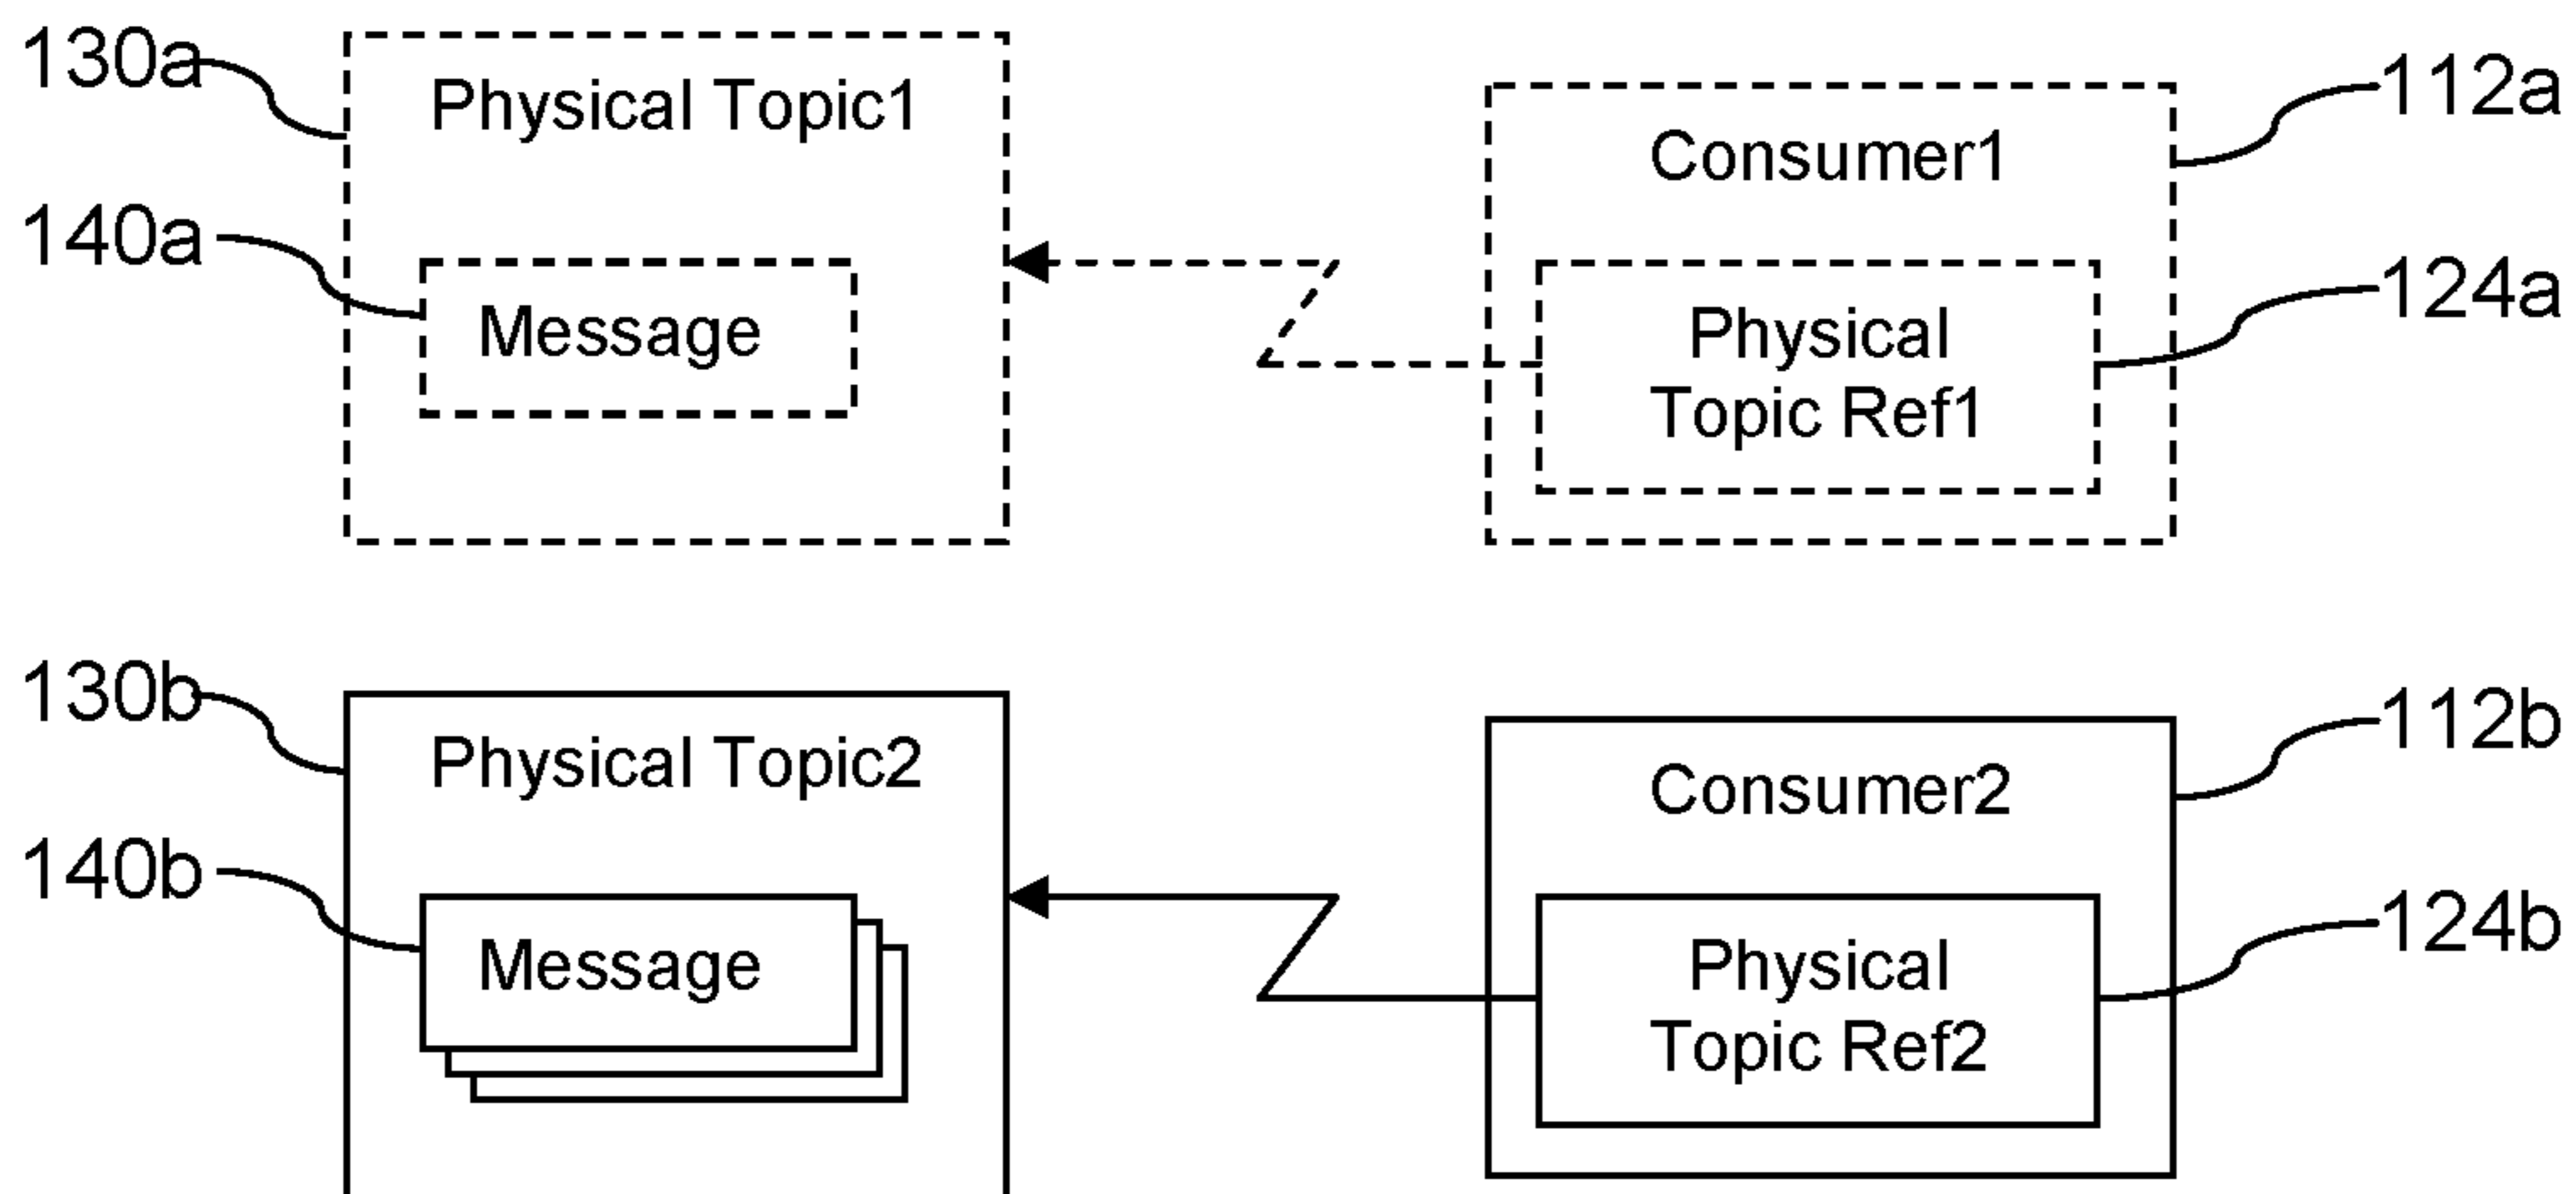 130a
Physical Topic1
112a
Consumer1
140a
Message
124a
Physical
Topic Ref1
130b
Physical Topic2
112b
Consumer2
140b
Message
124b
Physical
Topic Ref2